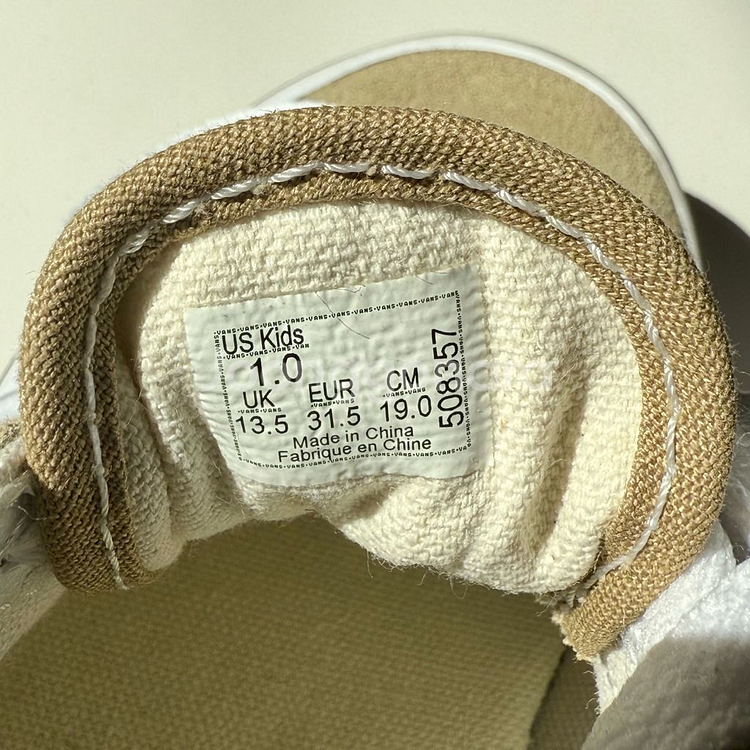 US Kids
1.0
UK EUR CM
13.5 31.5 19.0
Made in China
Fabrique en Chine
508357